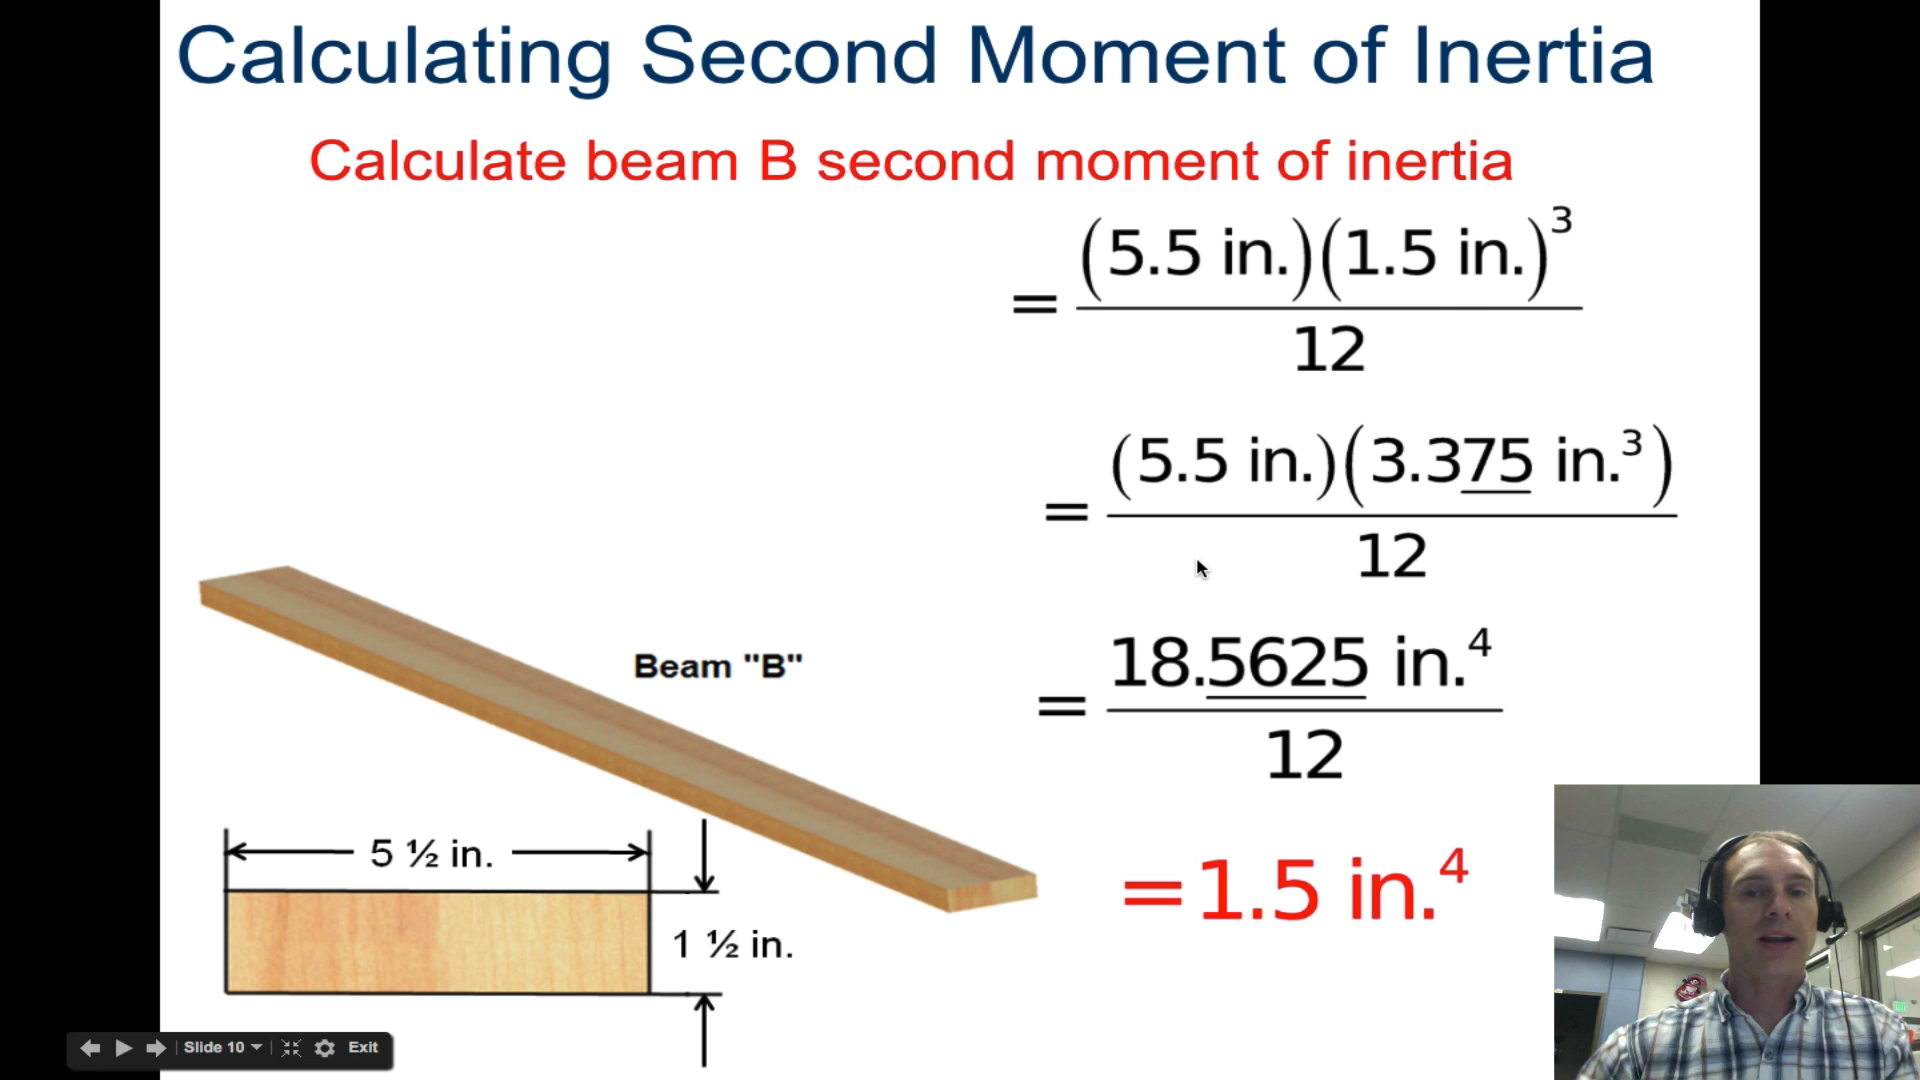 Calculating Second Moment of Inertia
Calculate beam B second moment of inertia
= (5.5 in.)(1.5 in.)³
12
= (5.5 in.)(3.375 in.³)
12
= 18.5625 in.⁴
12
= 1.5 in.⁴
Beam "B"
5 ½ in.
1 ½ in.
Slide 10
Exit